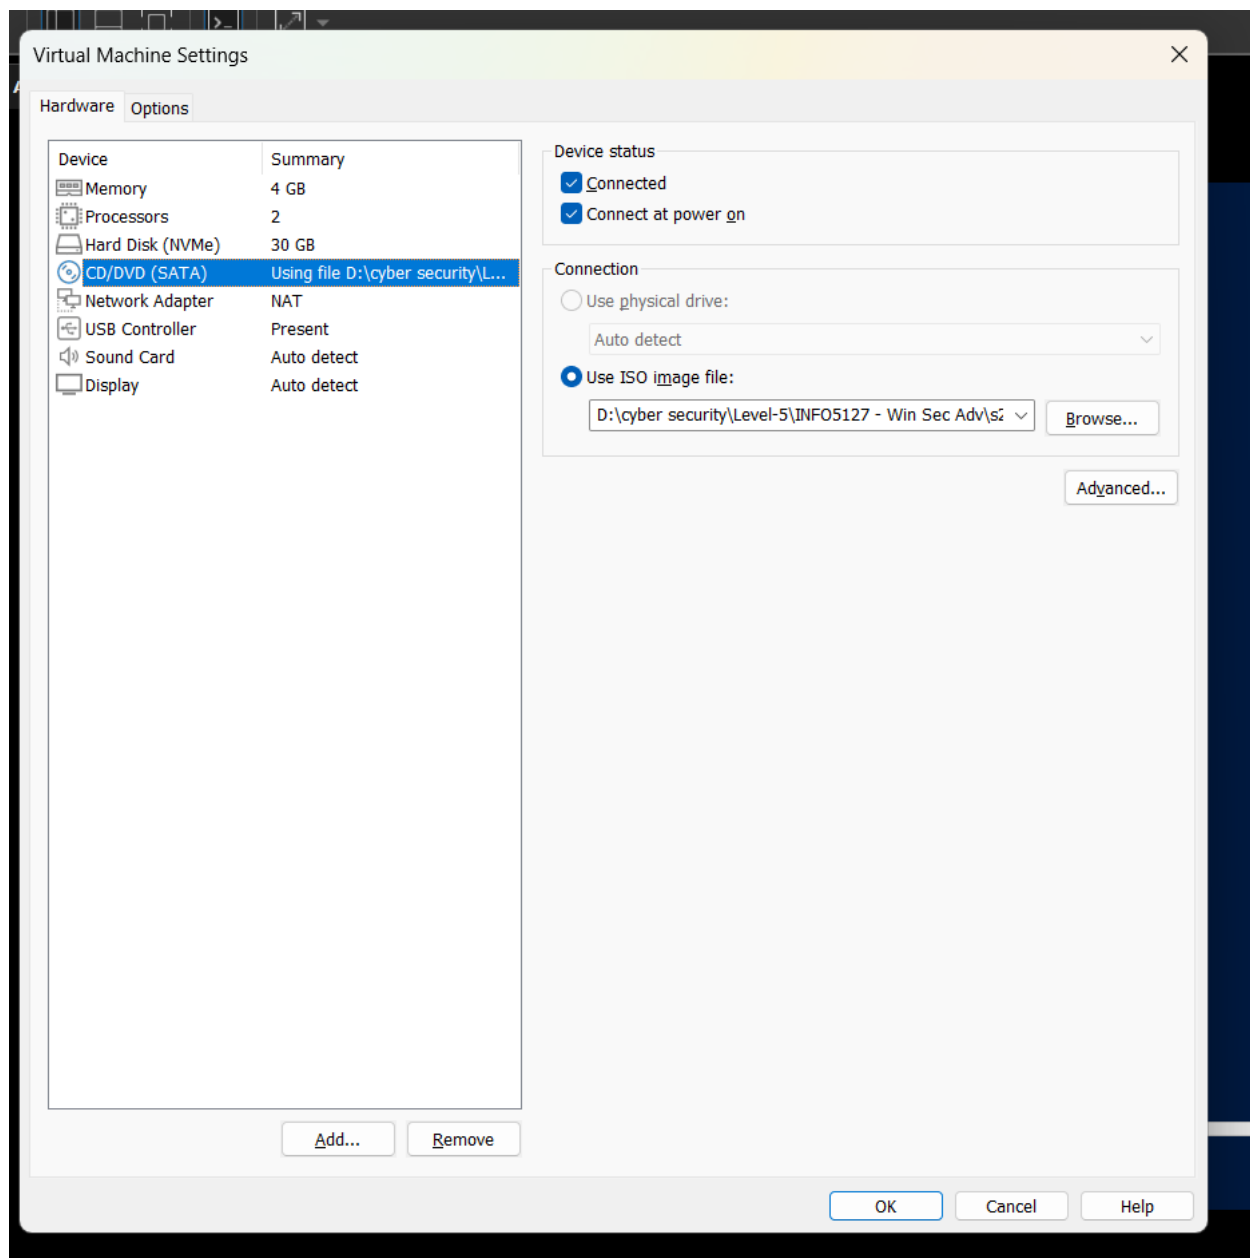 Virtual Machine Settings
Hardware Options
Device Summary
Memory 4 GB
Processors 2
Hard Disk (NVMe) 30 GB
CD/DVD (SATA) Using file D:\cyber security\L...
Network Adapter NAT
USB Controller Present
Sound Card Auto detect
Display Auto detect
Add... Remove
Device status
Connected
Connect at power on
Connection
Use physical drive:
Auto detect
Use ISO image file:
D:\cyber security\Level-5\INFO5127 - Win Sec Adv\s2 Browse...
Advanced...
OK Cancel Help